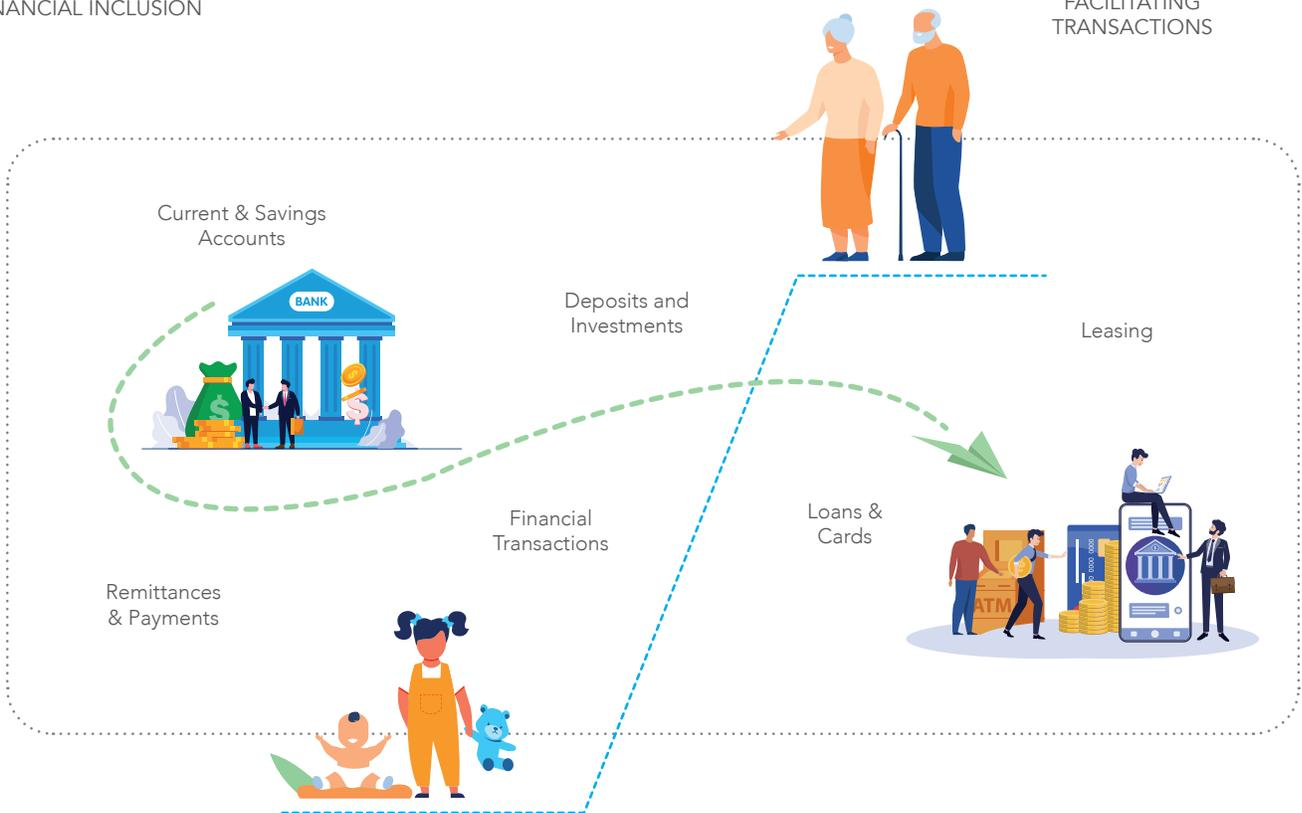 NANCIAL INCLUSION
FACILITATING
TRANSACTIONS
Current & Savings
Accounts
BANK
Deposits and
Investments
Leasing
Financial
Transactions
Loans &
Cards
ATM
Remittances
& Payments